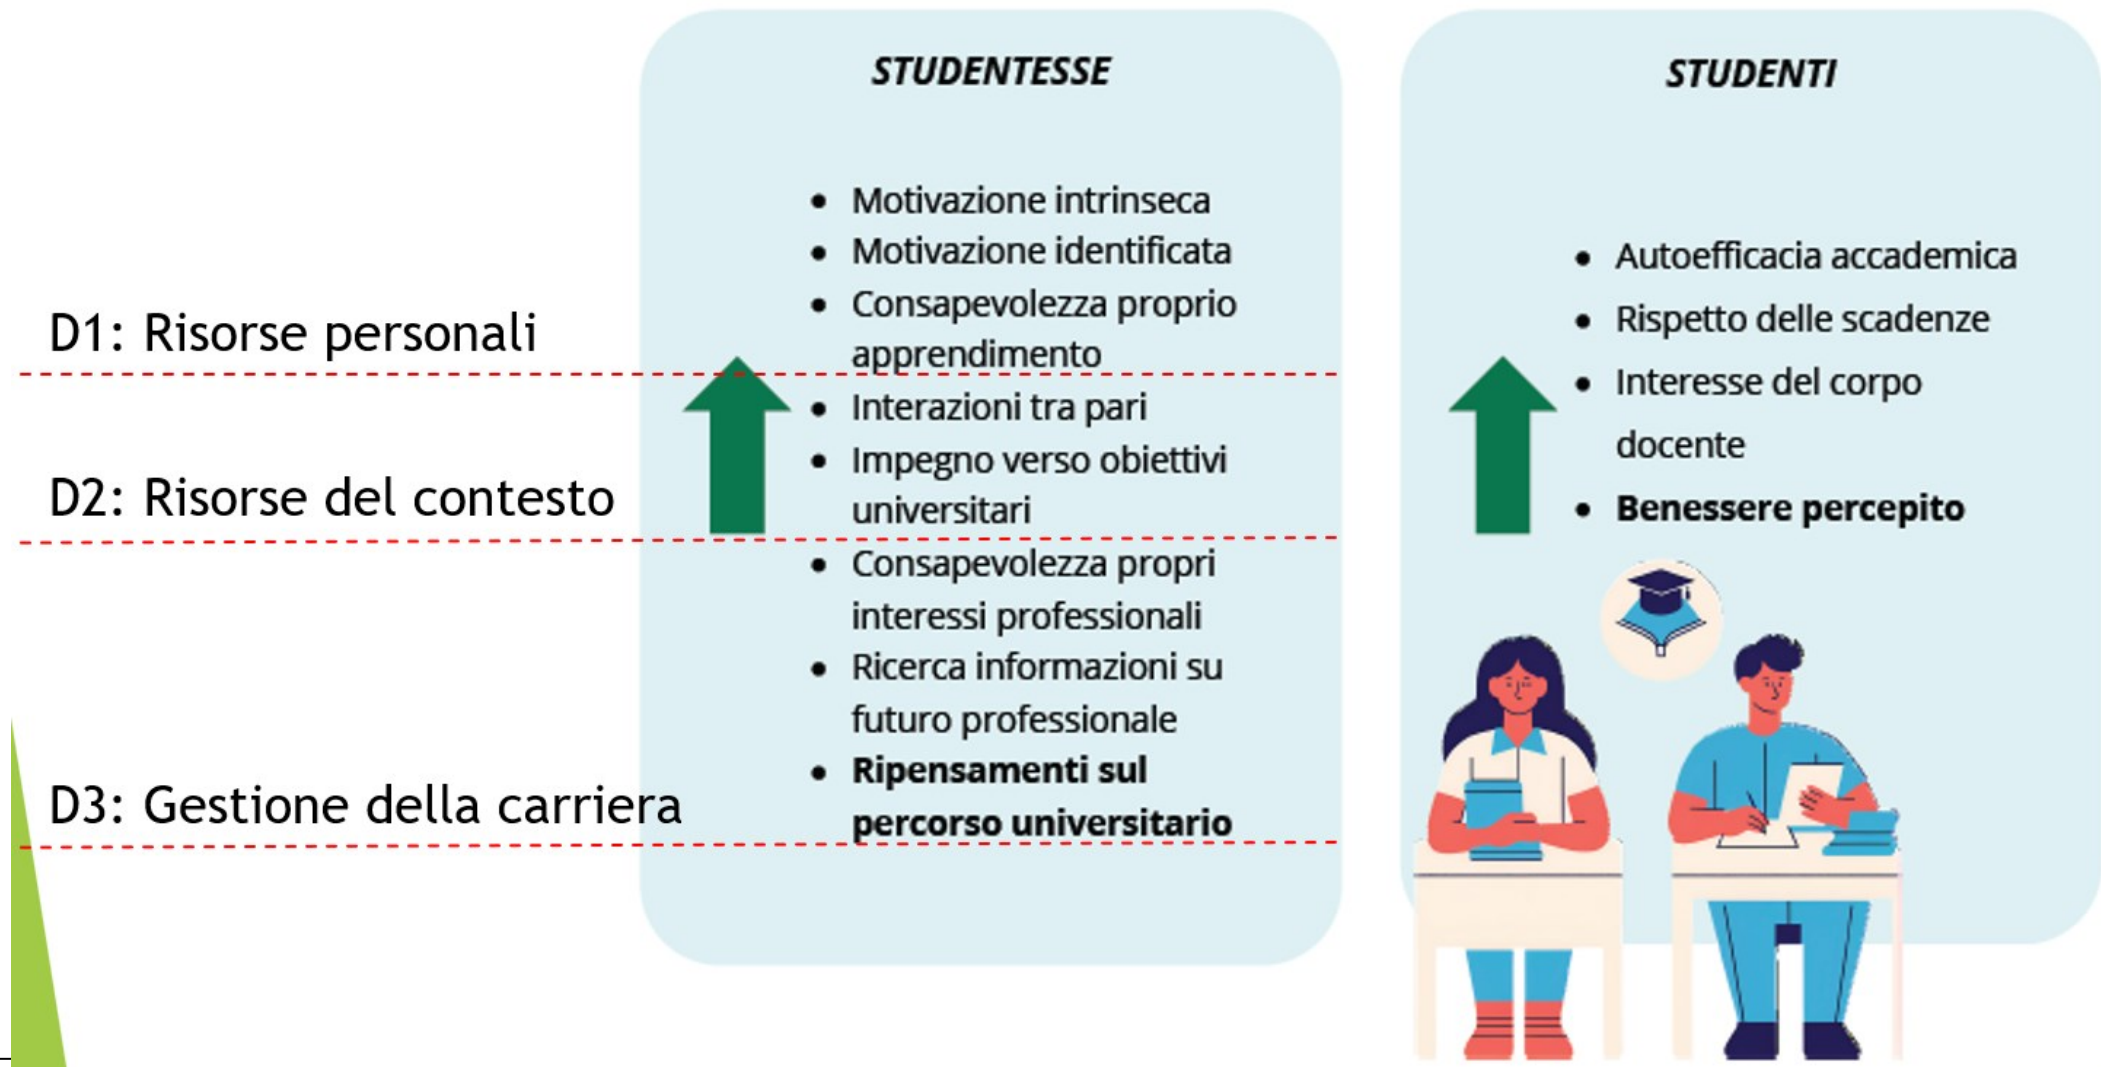 STUDENTESSE
• Motivazione intrinseca
• Motivazione identificata
• Consapevolezza proprio
apprendimento
• Interazioni tra pari
• Impegno verso obiettivi
universitari
• Consapevolezza propri
interessi professionali
• Ricerca informazioni su
futuro professionale
• Ripensamenti sul
percorso universitario
D1: Risorse personali
D2: Risorse del contesto
D3: Gestione della carriera
STUDENTI
• Autoefficacia accademica
• Rispetto delle scadenze
• Interesse del corpo
docente
• Benessere percepito